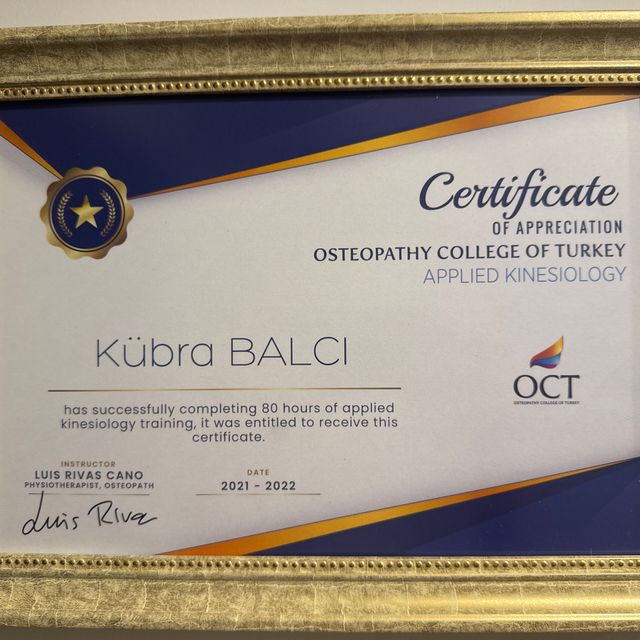 Certificate
OF APPRECIATION
OSTEOPATHY COLLEGE OF TURKEY
APPLIED KINESIOLOGY
Kübra BALCI
has successfully completing 80 hours of applied
kinesiology training, it was entitled to receive this
certificate.
OCT
OSTEOPATHY COLLEGE OF TURKEY
INSTRUCTOR
LUIS RIVAS CANO
PHYSIOTHERAPIST, OSTEOPATH
DATE
2021 - 2022
Luis Rivas